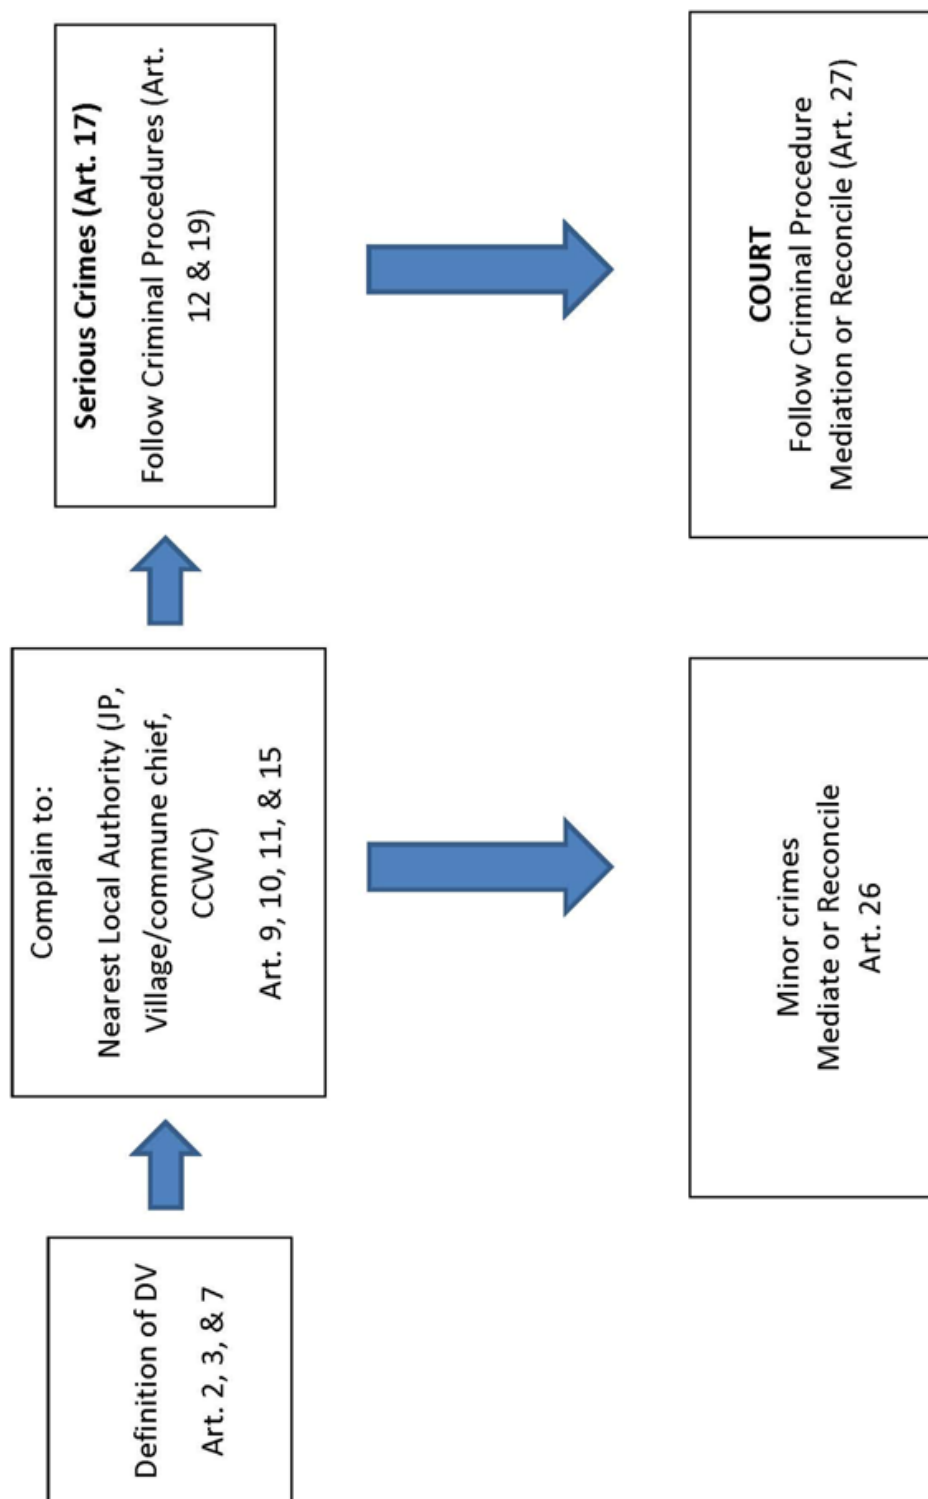 Definition of DV
Art. 2, 3, & 7
Complain to:
Nearest Local Authority (JP,
Village/commune chief,
CCWC)
Art. 9, 10, 11, & 15
Serious Crimes (Art. 17)
Follow Criminal Procedures (Art.
12 & 19)
Minor crimes
Mediate or Reconcile
Art. 26
COURT
Follow Criminal Procedure
Mediation or Reconcile (Art. 27)